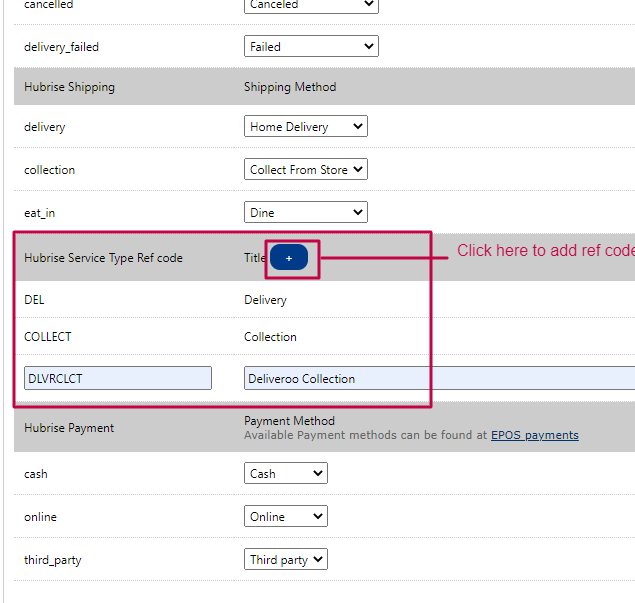 cancelled Canceled
delivery_failed Failed
Hubrise Shipping Shipping Method
delivery Home Delivery
collection Collect From Store
eat_in Dine
Hubrise Service Type Ref code Title + Click here to add ref code
DEL Delivery
COLLECT Collection
DLVRCLCT Deliveroo Collection
Hubrise Payment Payment Method
Available Payment methods can be found at EPOS payments
cash Cash
online Online
third_party Third party